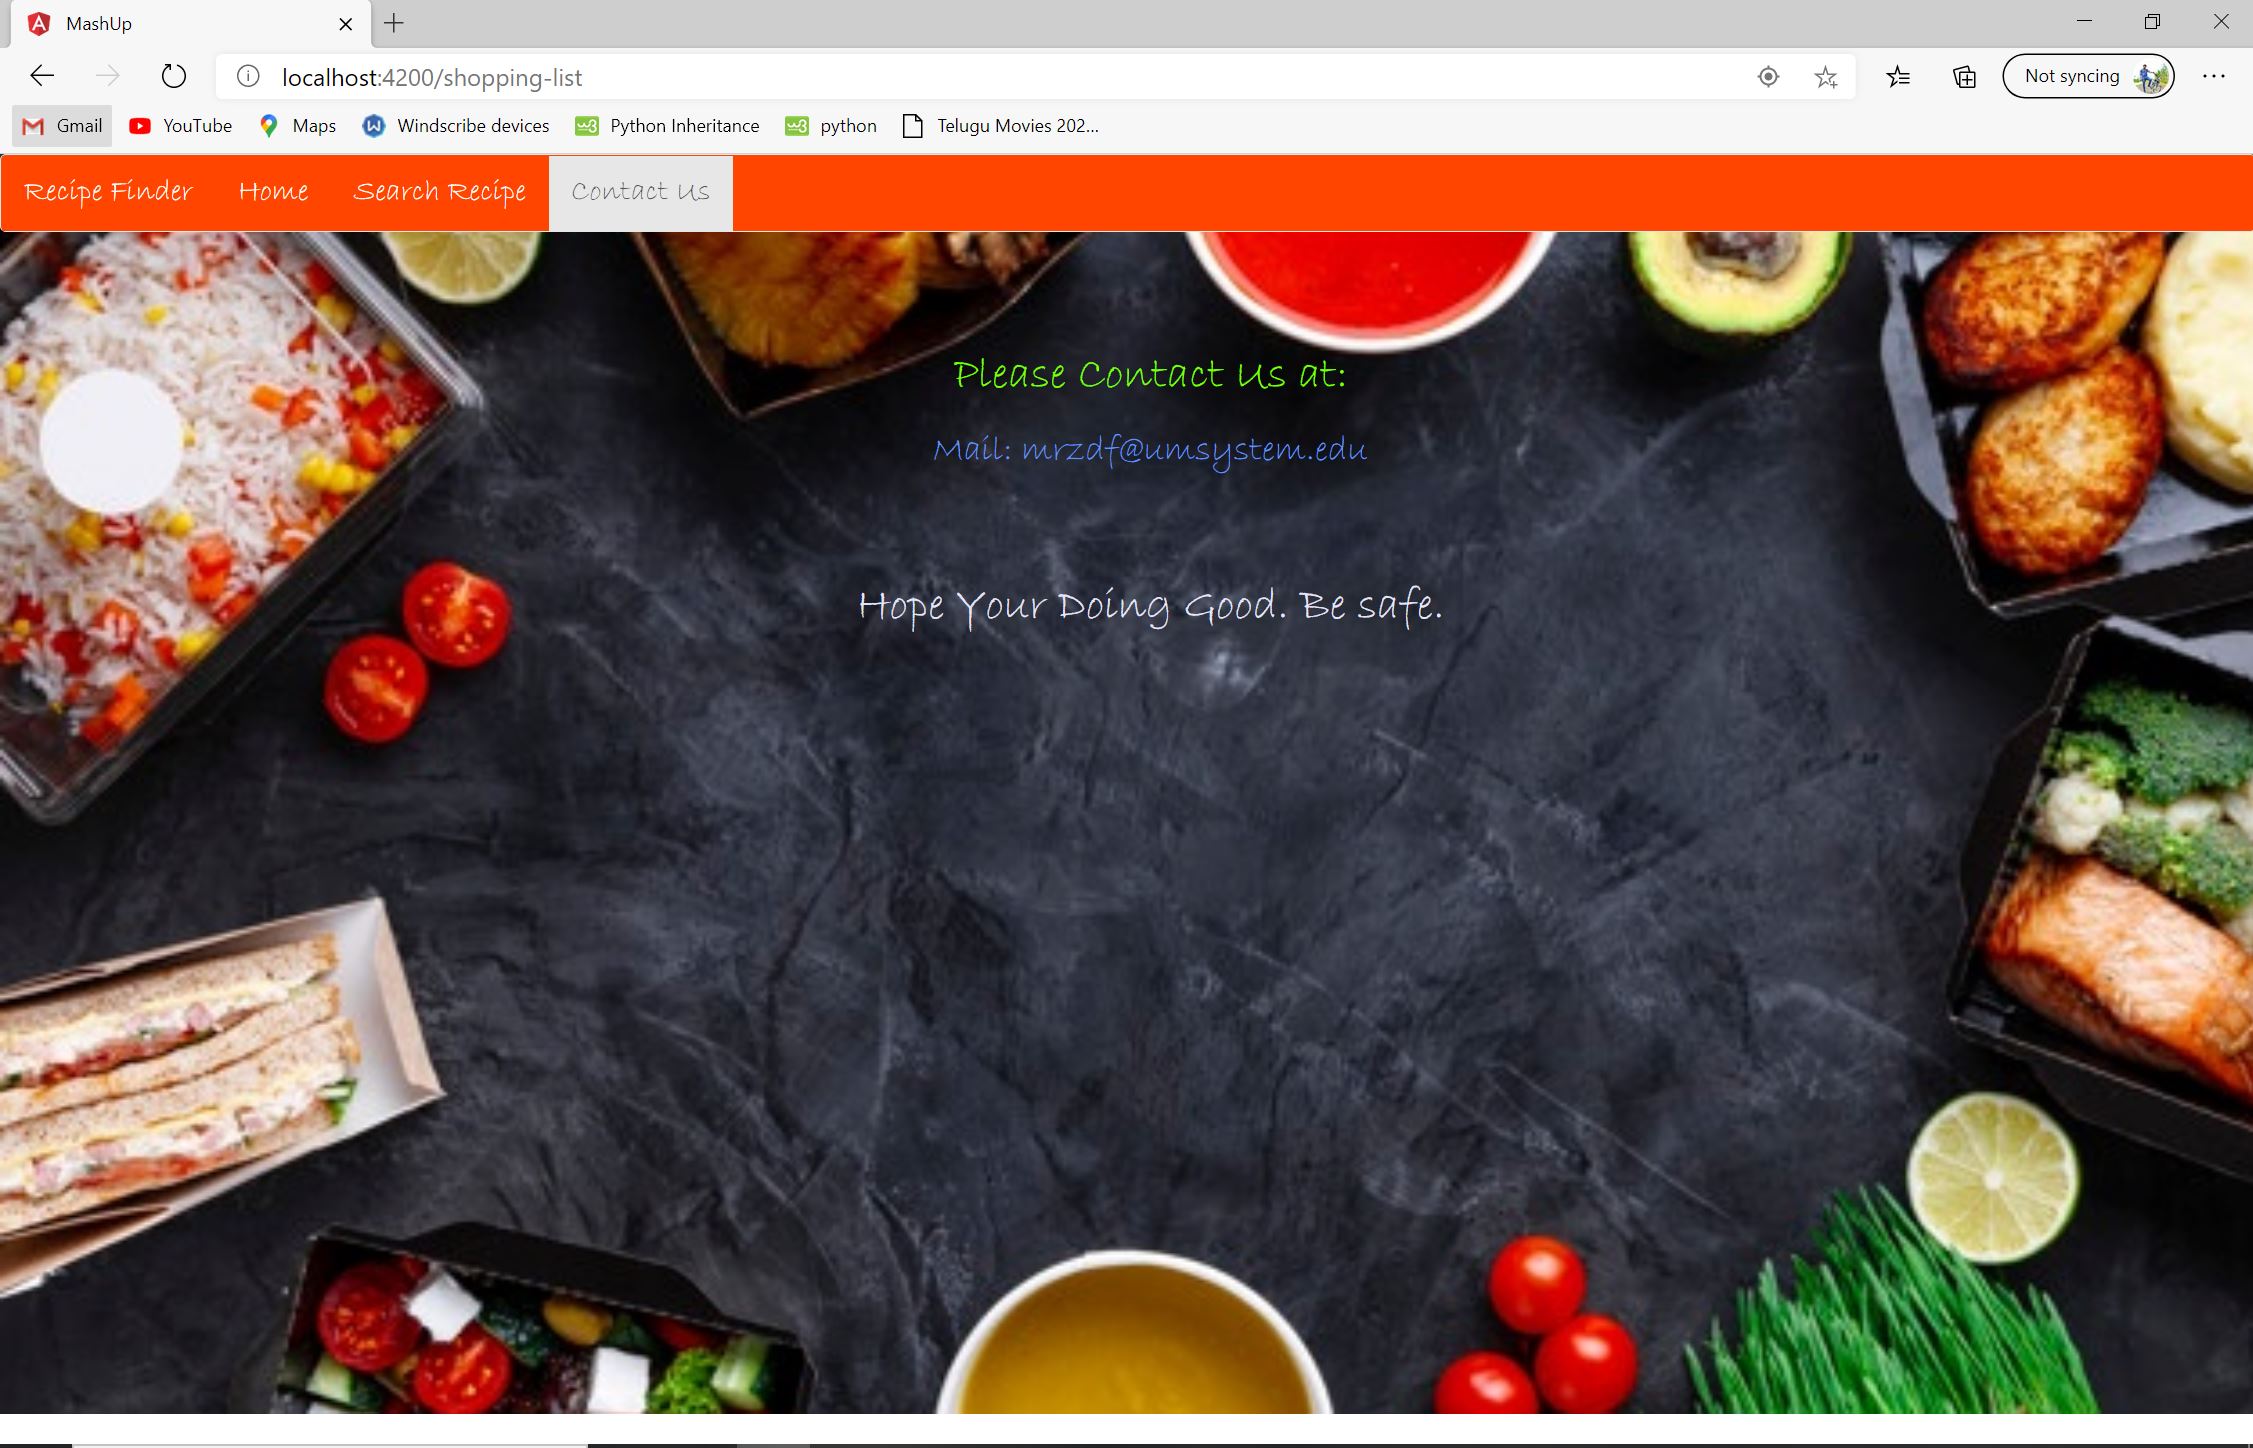 MashUp
localhost:4200/shopping-list
Not syncing
Gmail YouTube Maps Windscribe devices Python Inheritance python Telugu Movies 202...
Recipe Finder Home Search Recipe Contact Us
Please Contact Us at:
Mail: mrzdf@umsystem.edu
Hope Your Doing Good. Be safe.